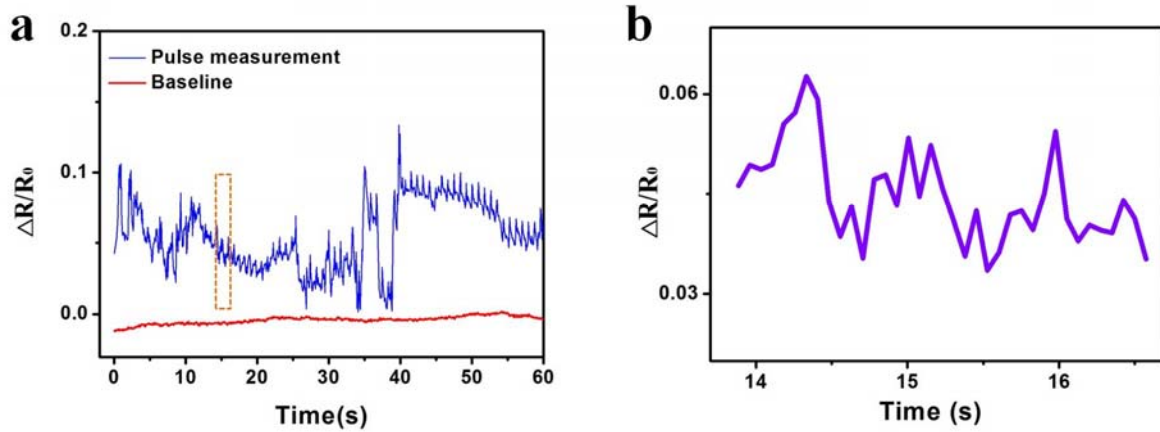 a
0.2
Pulse measurement
Baseline
0.1
0.0
ΔR/R₀
0 10 20 30 40 50 60
Time(s)
b
0.06
0.03
ΔR/R₀
14 15 16
Time (s)